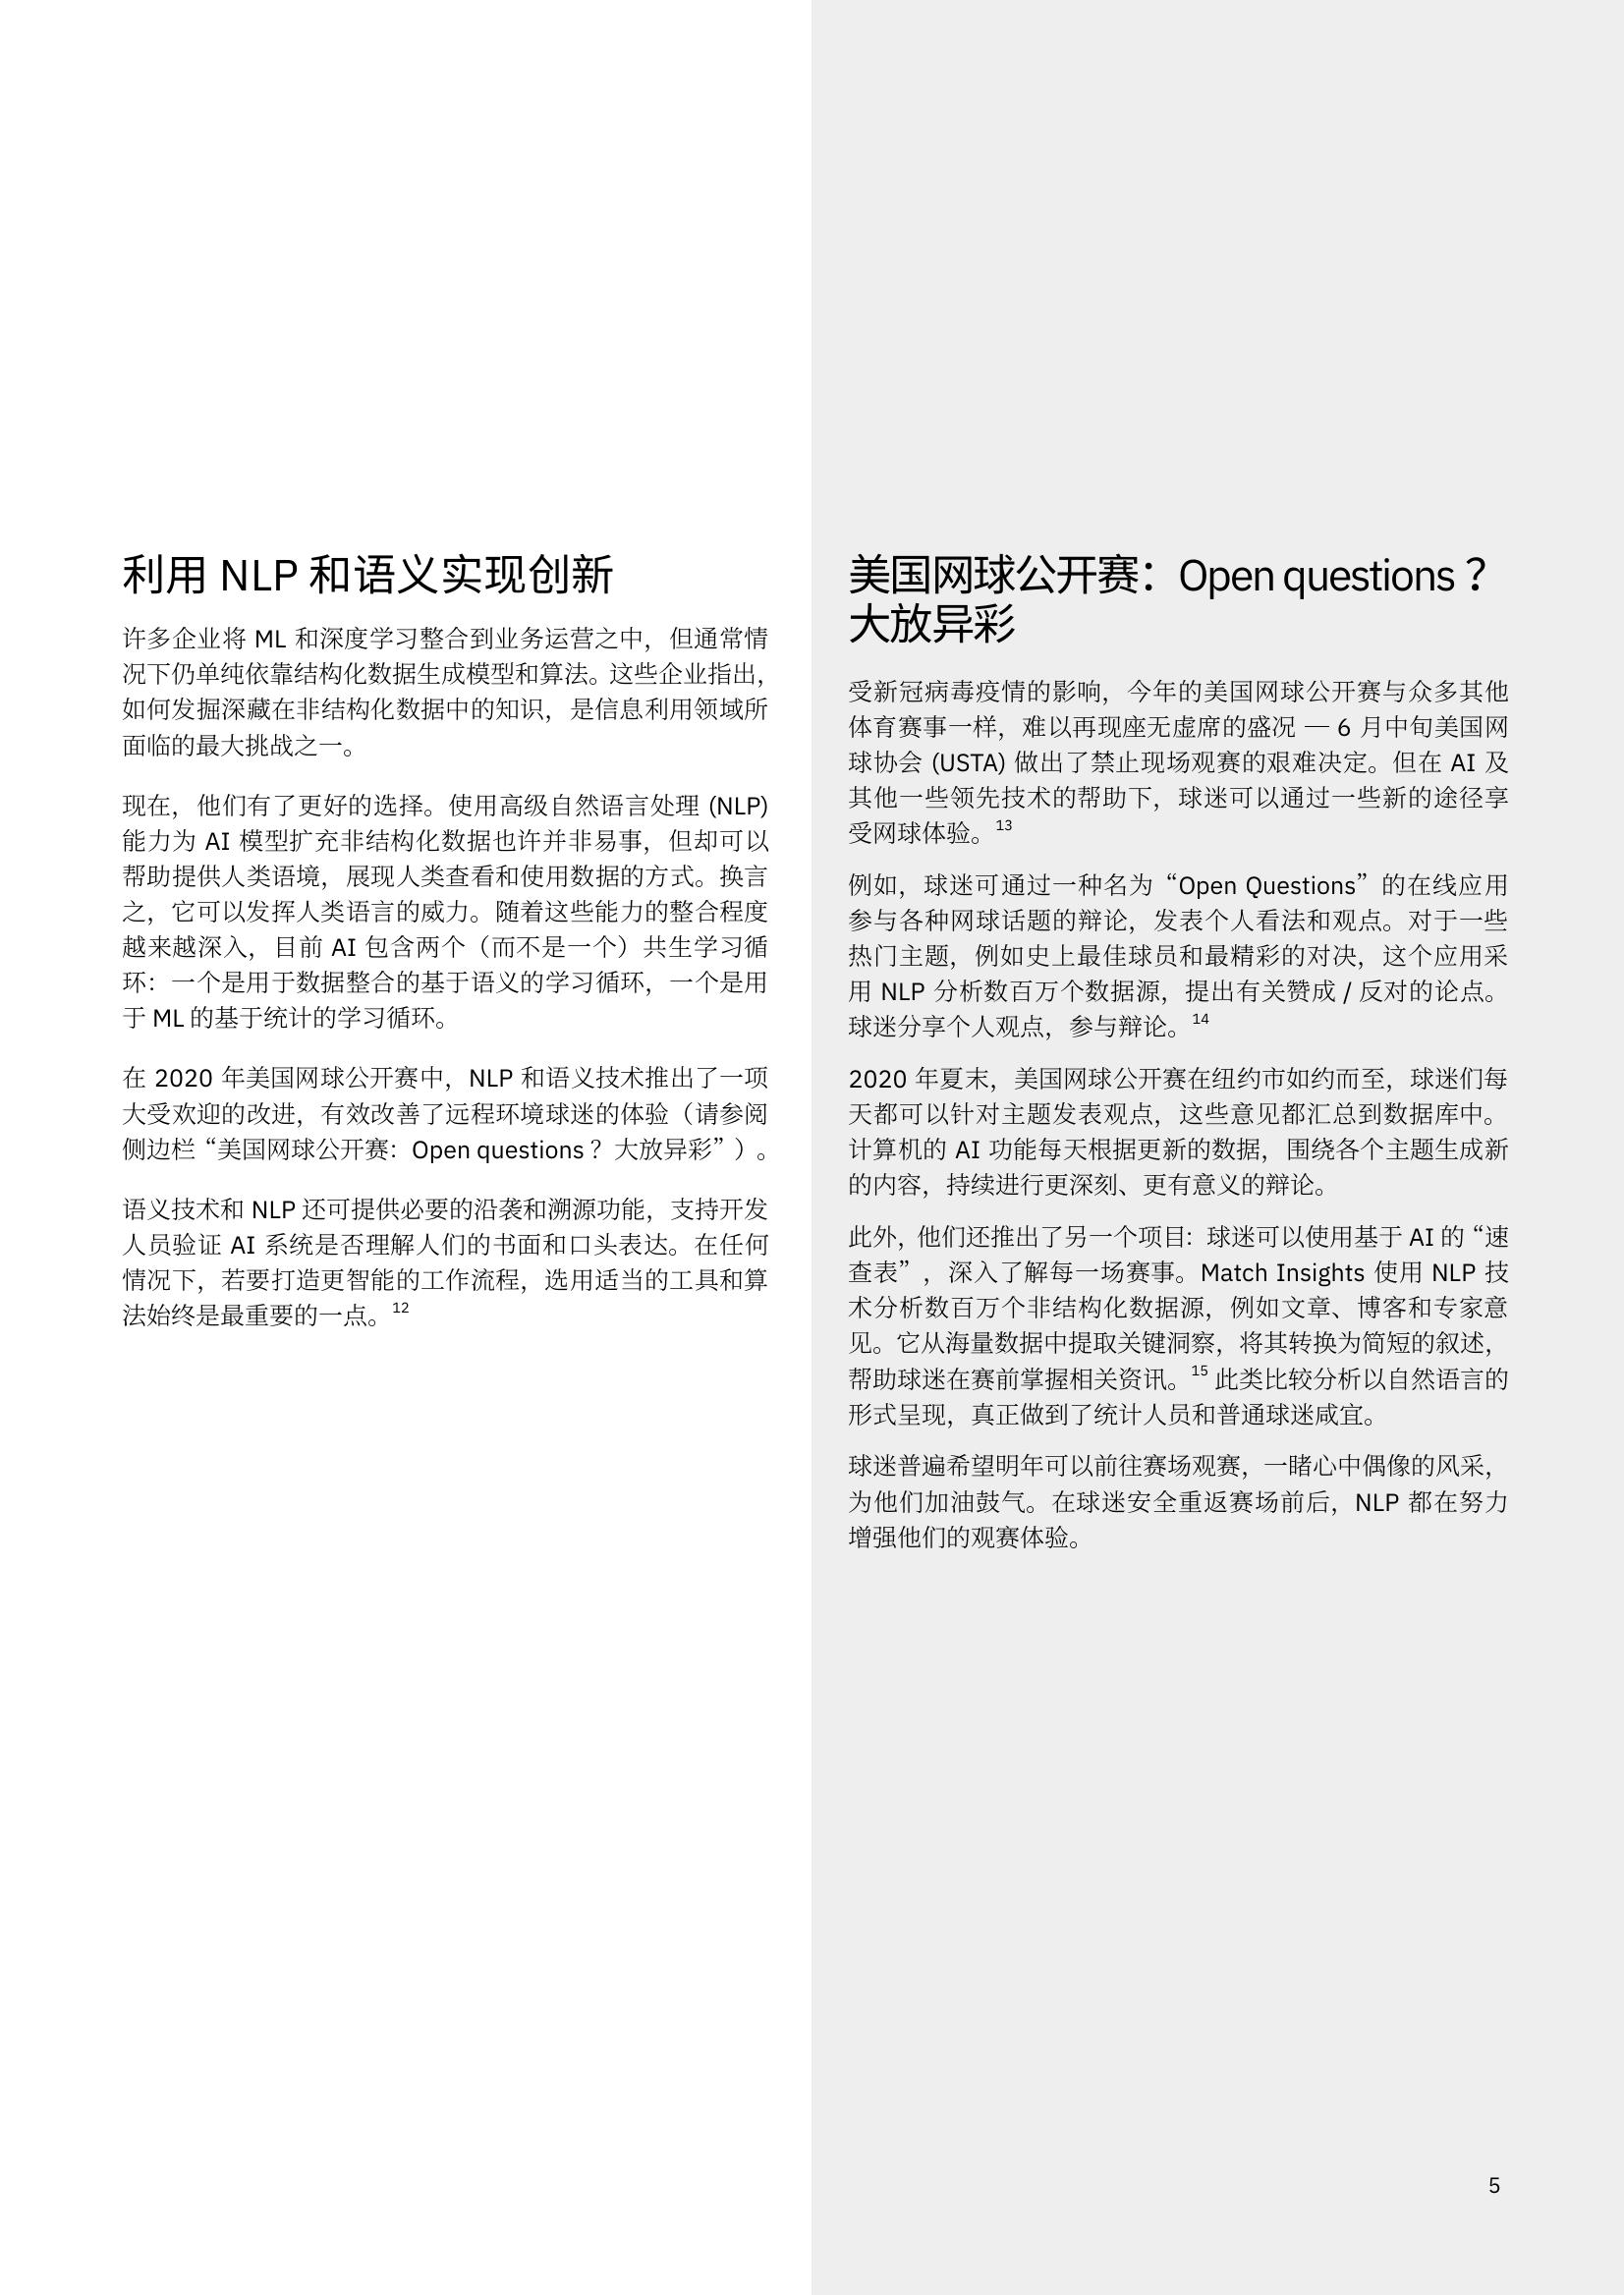 利用 NLP 和语义实现创新
许多企业将 ML 和深度学习整合到业务运营之中，但通常情
况下仍单纯依靠结构化数据生成模型和算法。这些企业指出，
如何发掘深藏在非结构化数据中的知识，是信息利用领域所
面临的最大挑战之一。
现在，他们有了更好的选择。使用高级自然语言处理 (NLP)
能力为 AI 模型扩充非结构化数据也许并非易事，但却可以
帮助提供人类语境，展现人类查看和使用数据的方式。换言
之，它可以发挥人类语言的威力。随着这些能力的整合程度
越来越深入，目前 AI 包含两个（而不是一个）共生学习循
环：一个是用于数据整合的基于语义的学习循环，一个是用
于 ML 的基于统计的学习循环。
在 2020 年美国网球公开赛中，NLP 和语义技术推出了一项
大受欢迎的改进，有效改善了远程环境球迷的体验（请参阅
侧边栏 “美国网球公开赛：Open questions？大放异彩” ）。
语义技术和 NLP 还可提供必要的沿袭和溯源功能，支持开发
人员验证 AI 系统是否理解人们的书面和口头表达。在任何
情况下，若要打造更智能的工作流程，选用适当的工具和算
法始终是最重要的一点。12
美国网球公开赛：Open questions？
大放异彩
受新冠病毒疫情的影响，今年的美国网球公开赛与众多其他
体育赛事一样，难以再现座无虚席的盛况 — 6 月中旬美国网
球协会 (USTA) 做出了禁止现场观赛的艰难决定。但在 AI 及
其他一些领先技术的帮助下，球迷可以通过一些新的途径享
受网球体验。13
例如，球迷可通过一种名为 “Open Questions” 的在线应用
参与各种网球话题的辩论，发表个人看法和观点。对于一些
热门主题，例如史上最佳球员和最精彩的对决，这个应用采
用 NLP 分析数百万个数据源，提出有关赞成 / 反对的论点。
球迷分享个人观点，参与辩论。14
2020 年夏末，美国网球公开赛在纽约市如约而至，球迷们每
天都可以针对主题发表观点，这些意见都汇总到数据库中。
计算机的 AI 功能每天根据更新的数据，围绕各个主题生成新
的内容，持续进行更深刻、更有意义的辩论。
此外，他们还推出了另一个项目：球迷可以使用基于 AI 的 “速
查表” ，深入了解每一场赛事。Match Insights 使用 NLP 技
术分析数百万个非结构化数据源，例如文章、博客和专家意
见。它从海量数据中提取关键洞察，将其转换为简短的叙述，
帮助球迷在赛前掌握相关资讯。15 此类比较分析以自然语言的
形式呈现，真正做到了统计人员和普通球迷咸宜。
球迷普遍希望明年可以前往赛场观赛，一睹心中偶像的风采，
为他们加油鼓气。在球迷安全重返赛场前后，NLP 都在努力
增强他们的观赛体验。
5